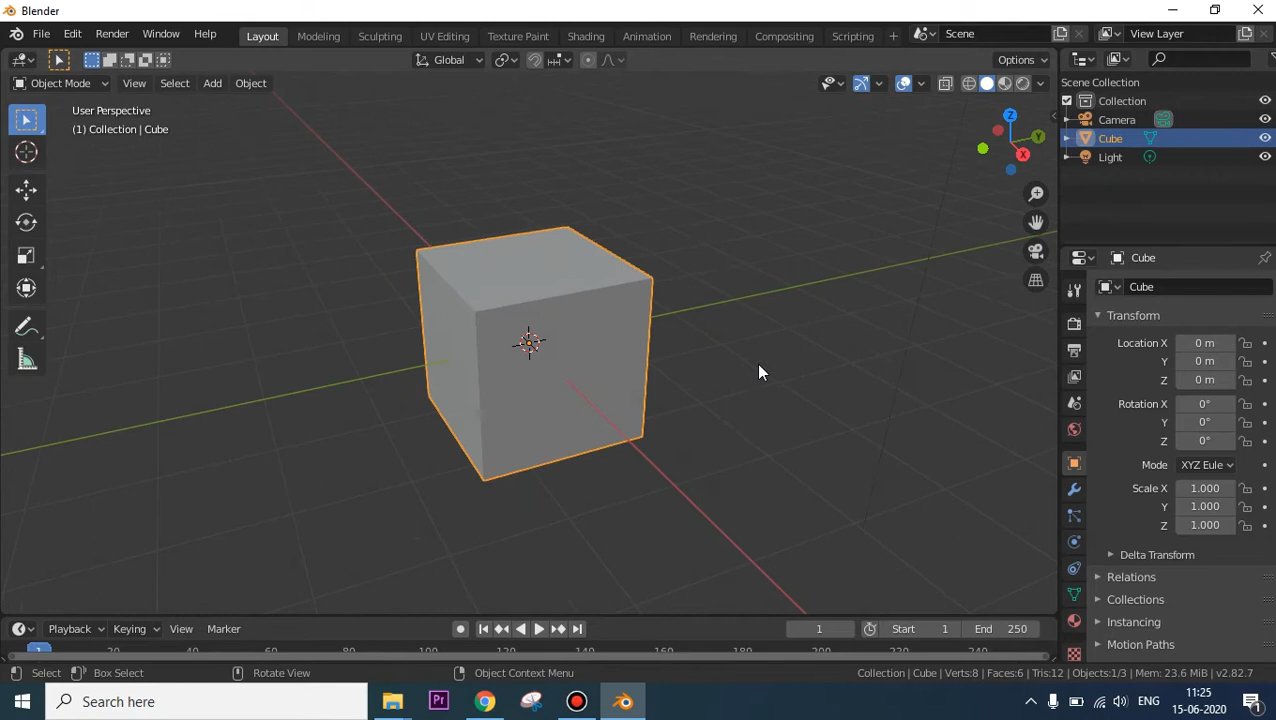 Blender
File Edit Render Window Help Layout Modeling Sculpting UV Editing Texture Paint Shading Animation Rendering Compositing Scripting + Scene View Layer
Global Options
Object Mode View Select Add Object
User Perspective
(1) Collection | Cube
Z
Y
X
Scene Collection
Collection
Camera
Cube
Light
Cube
Cube
Transform
Location X 0 m
Y 0 m
Z 0 m
Rotation X 0°
Y 0°
Z 0°
Mode XYZ Eule
Scale X 1.000
Y 1.000
Z 1.000
Delta Transform
Relations
Collections
Instancing
Motion Paths
Playback Keying View Marker 1 Start 1 End 250
1 20 40 60 80 100 120 140 160 180 200 220 240
Select Box Select Rotate View Object Context Menu Collection | Cube | Verts:8 | Faces:6 | Tris:12 | Objects:1/3 | Mem: 23.6 MiB | v2.82.7
Search here Pr ENG 11:25
15-06-2020 1